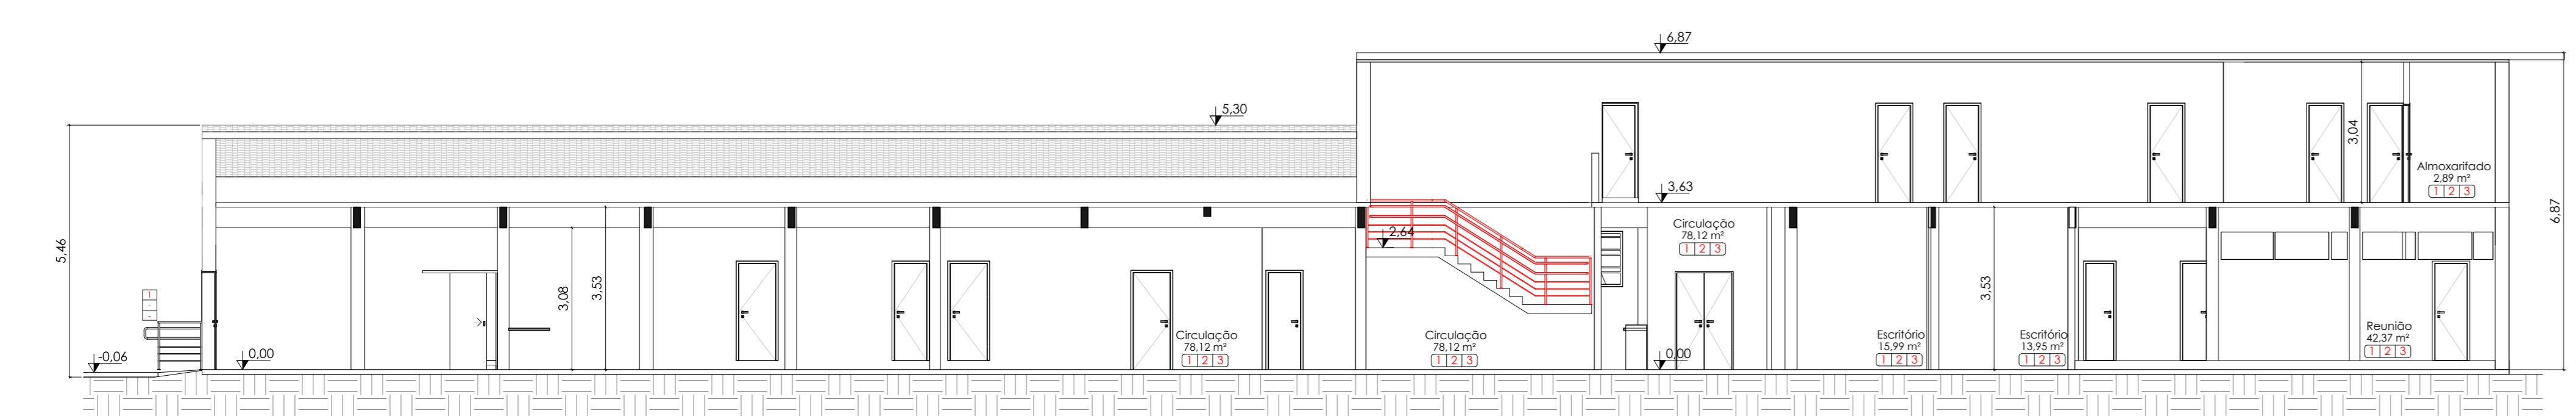 6,87
5,30
3,04
Almoxarifado
2,89 m²
1 2 3
3,63
6,87
5,46
Circulação
78,12 m²
1 2 3
2,64
3,08
3,53
3,53
1
-
-
-0,06
0,00
Circulação
78,12 m²
1 2 3
Circulação
78,12 m²
1 2 3
0,00
Escritório
15,99 m²
1 2 3
Escritório
13,95 m²
1 2 3
Reunião
42,37 m²
1 2 3